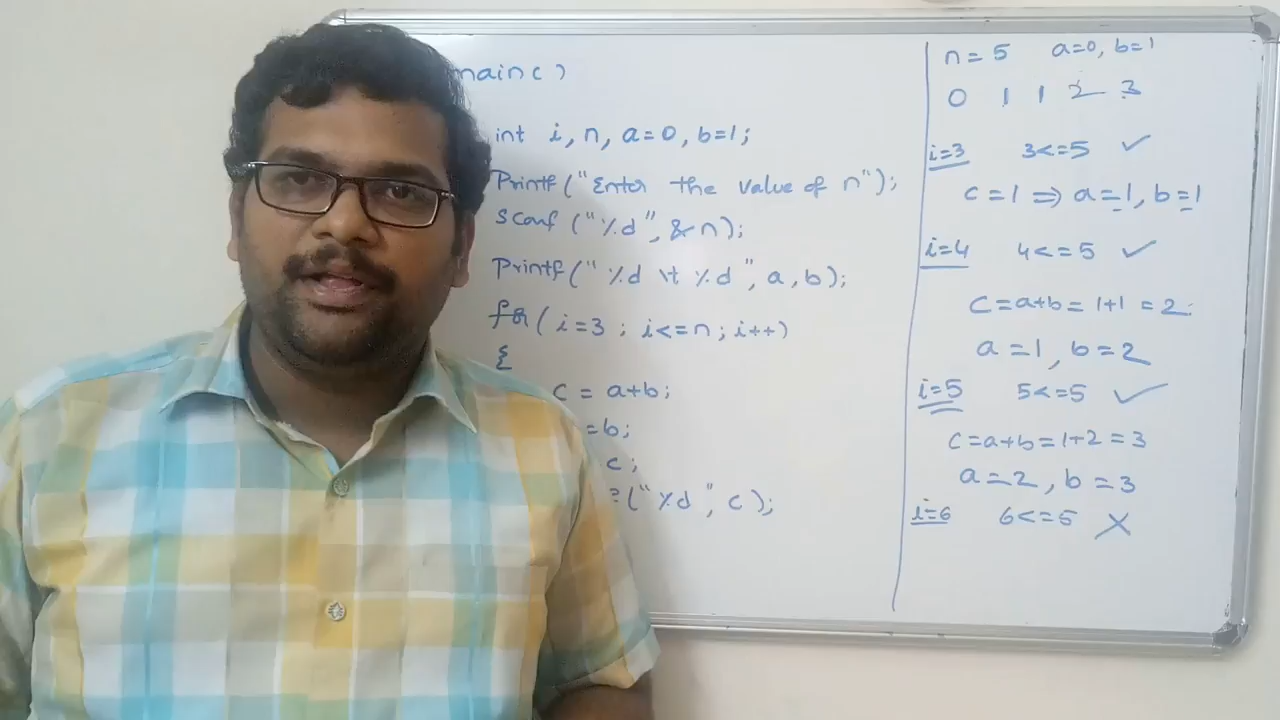 main()
int i, n, a=0, b=1;
Printf("Enter the value of n");
Scanf ("%d", &n);
Printf("%d \t %d", a, b);
for( i=3 ; i<=n ; i++)
{
c = a+b;
=b;
c;
("%d", c);
n=5 a=0, b=1
0 1 1 2 3
i=3 3<=5 ✓
c=1 => a=1, b=1
i=4 4<=5 ✓
C=a+b = 1+1 = 2
a=1, b=2
i=5 5<=5 ✓
C=a+b=1+2=3
a=2, b=3
i=6 6<=5 X